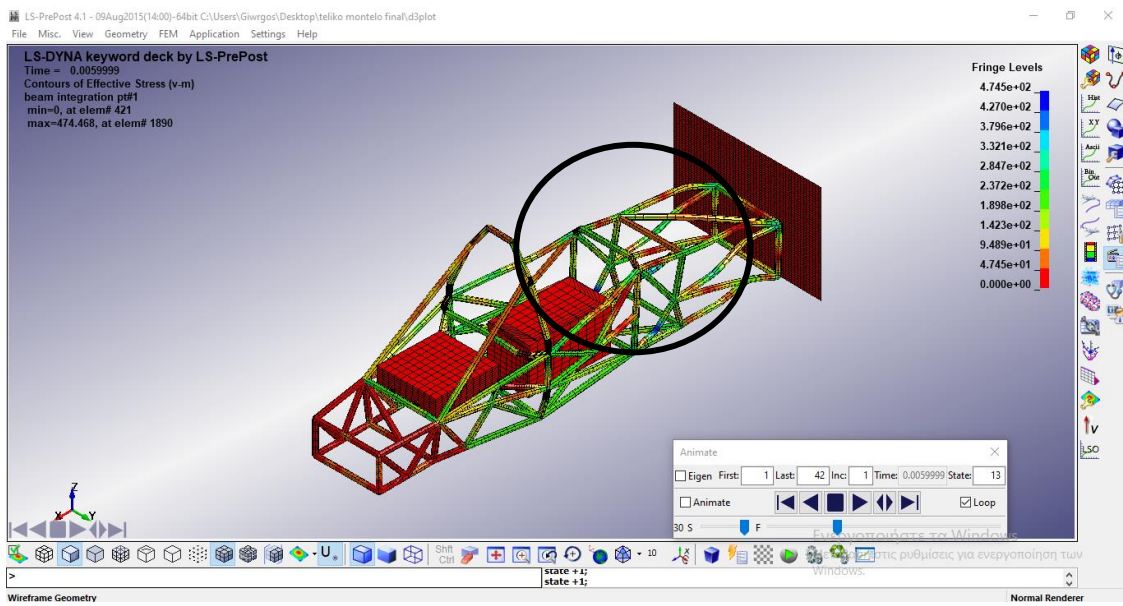 LS-PrePost 4.1 - 09Aug2015(14:00)-64bit C:\Users\Giwrgos\Desktop\teliko montelo final\d3plot
File Misc. View Geometry FEM Application Settings Help
LS-DYNA keyword deck by LS-PrePost
Time = 0.0059999
Contours of Effective Stress (v-m)
beam integration pt#1
min=0, at elem# 421
max=474.468, at elem# 1890
Fringe Levels
4.745e+02
4.270e+02
3.796e+02
3.321e+02
2.847e+02
2.372e+02
1.898e+02
1.423e+02
9.489e+01
4.745e+01
0.000e+00
Hist
X Y
Ascii
Bin Out
V
LSO
Z
X Y
Animate
Eigen First: 1 Last: 42 Inc: 1 Time: 0.0059999 State: 13
Animate Loop
30 S F
Ενεργοποιήστε τα Windows
ρυθμίσεις για ενεργοποίηση των
Windows.
U
Shft
Ctrl
10
>
state +1;
state +1;
Wireframe Geometry Normal Renderer